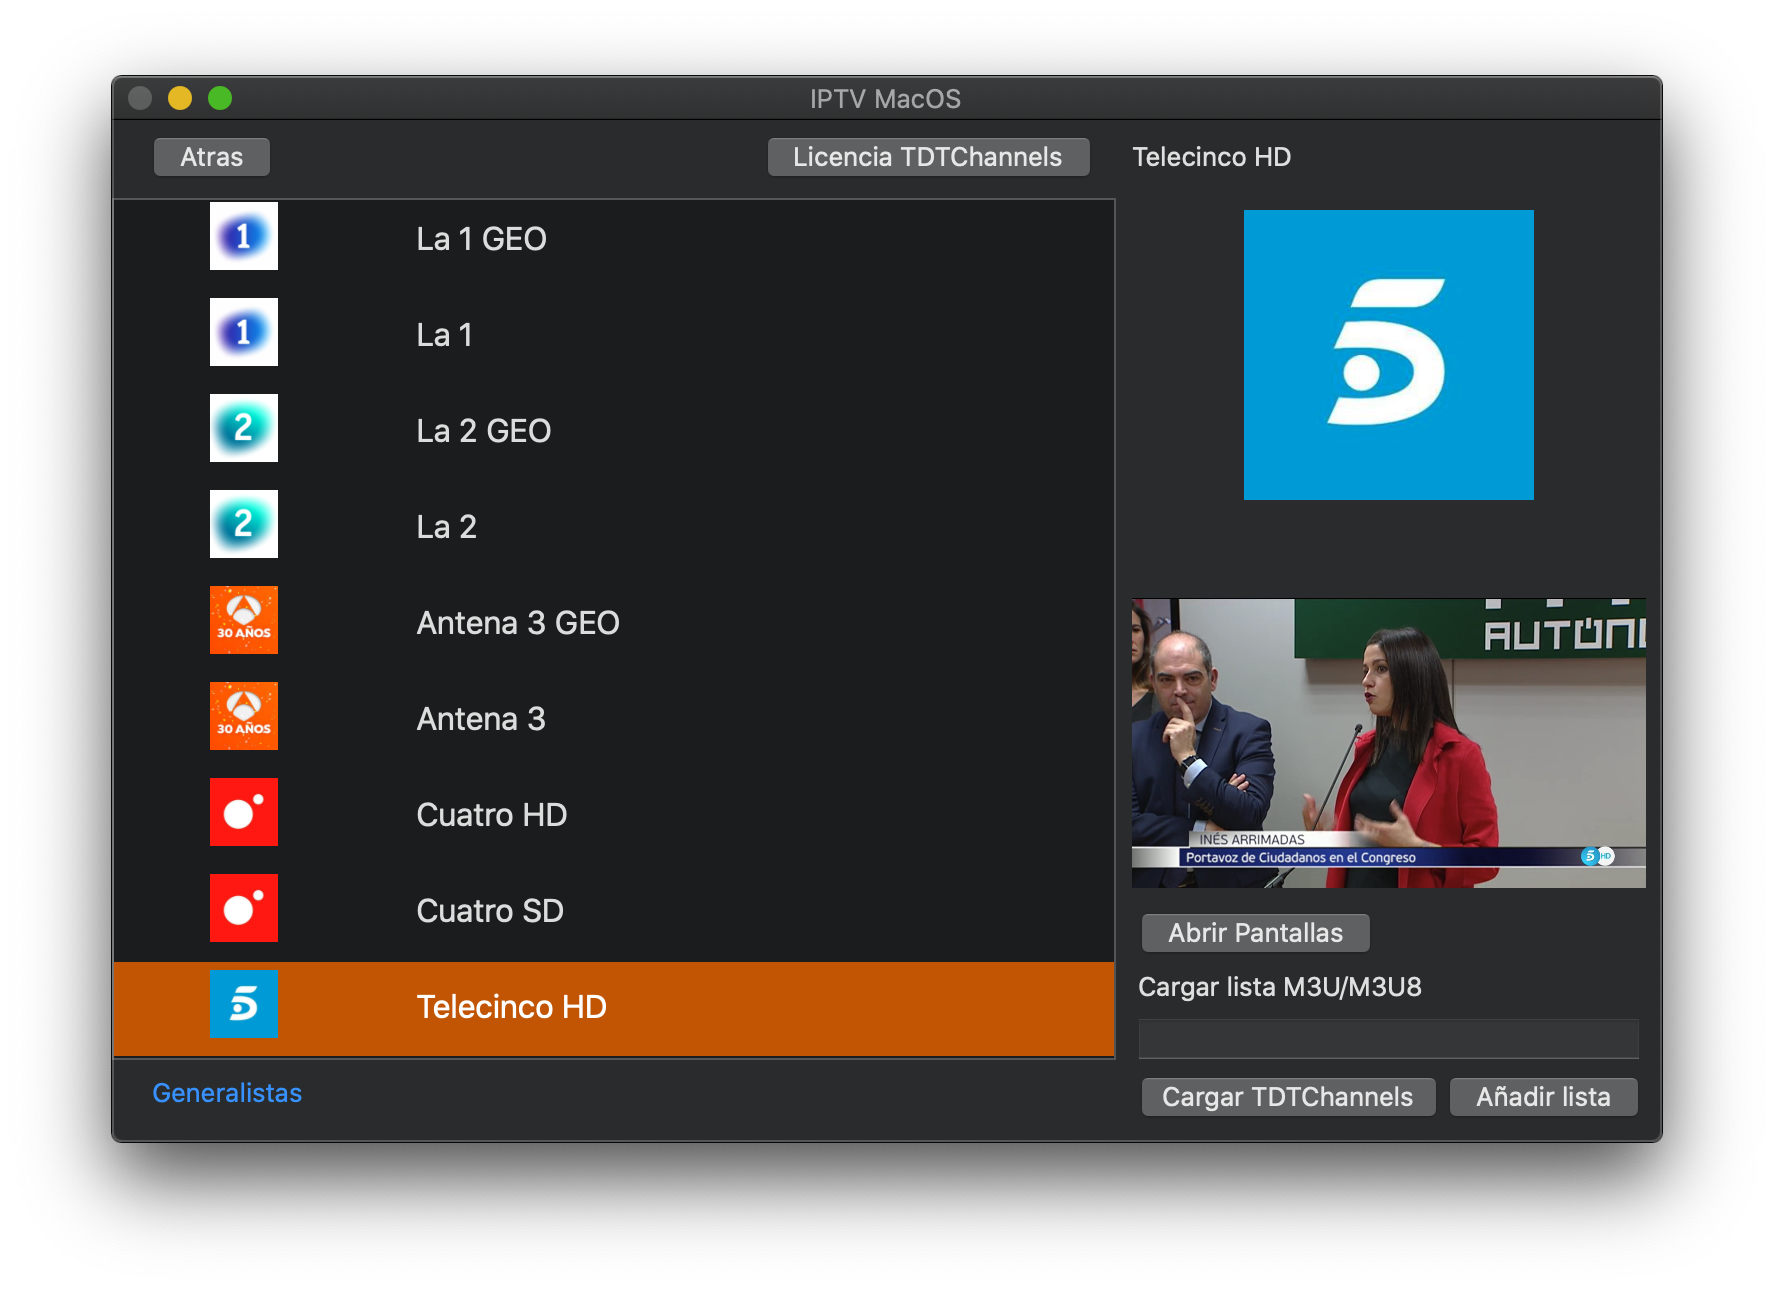 IPTV MacOS
Atras
Licencia TDTChannels
Telecinco HD
1
La 1 GEO
1
La 1
2
La 2 GEO
2
La 2
30 AÑOS
Antena 3 GEO
30 AÑOS
Antena 3
Cuatro HD
Cuatro SD
5
Telecinco HD
Generalistas
5
INÉS ARRIMADAS
Portavoz de Ciudadanos en el Congreso
5 HD
Abrir Pantallas
Cargar lista M3U/M3U8
Cargar TDTChannels
Añadir lista